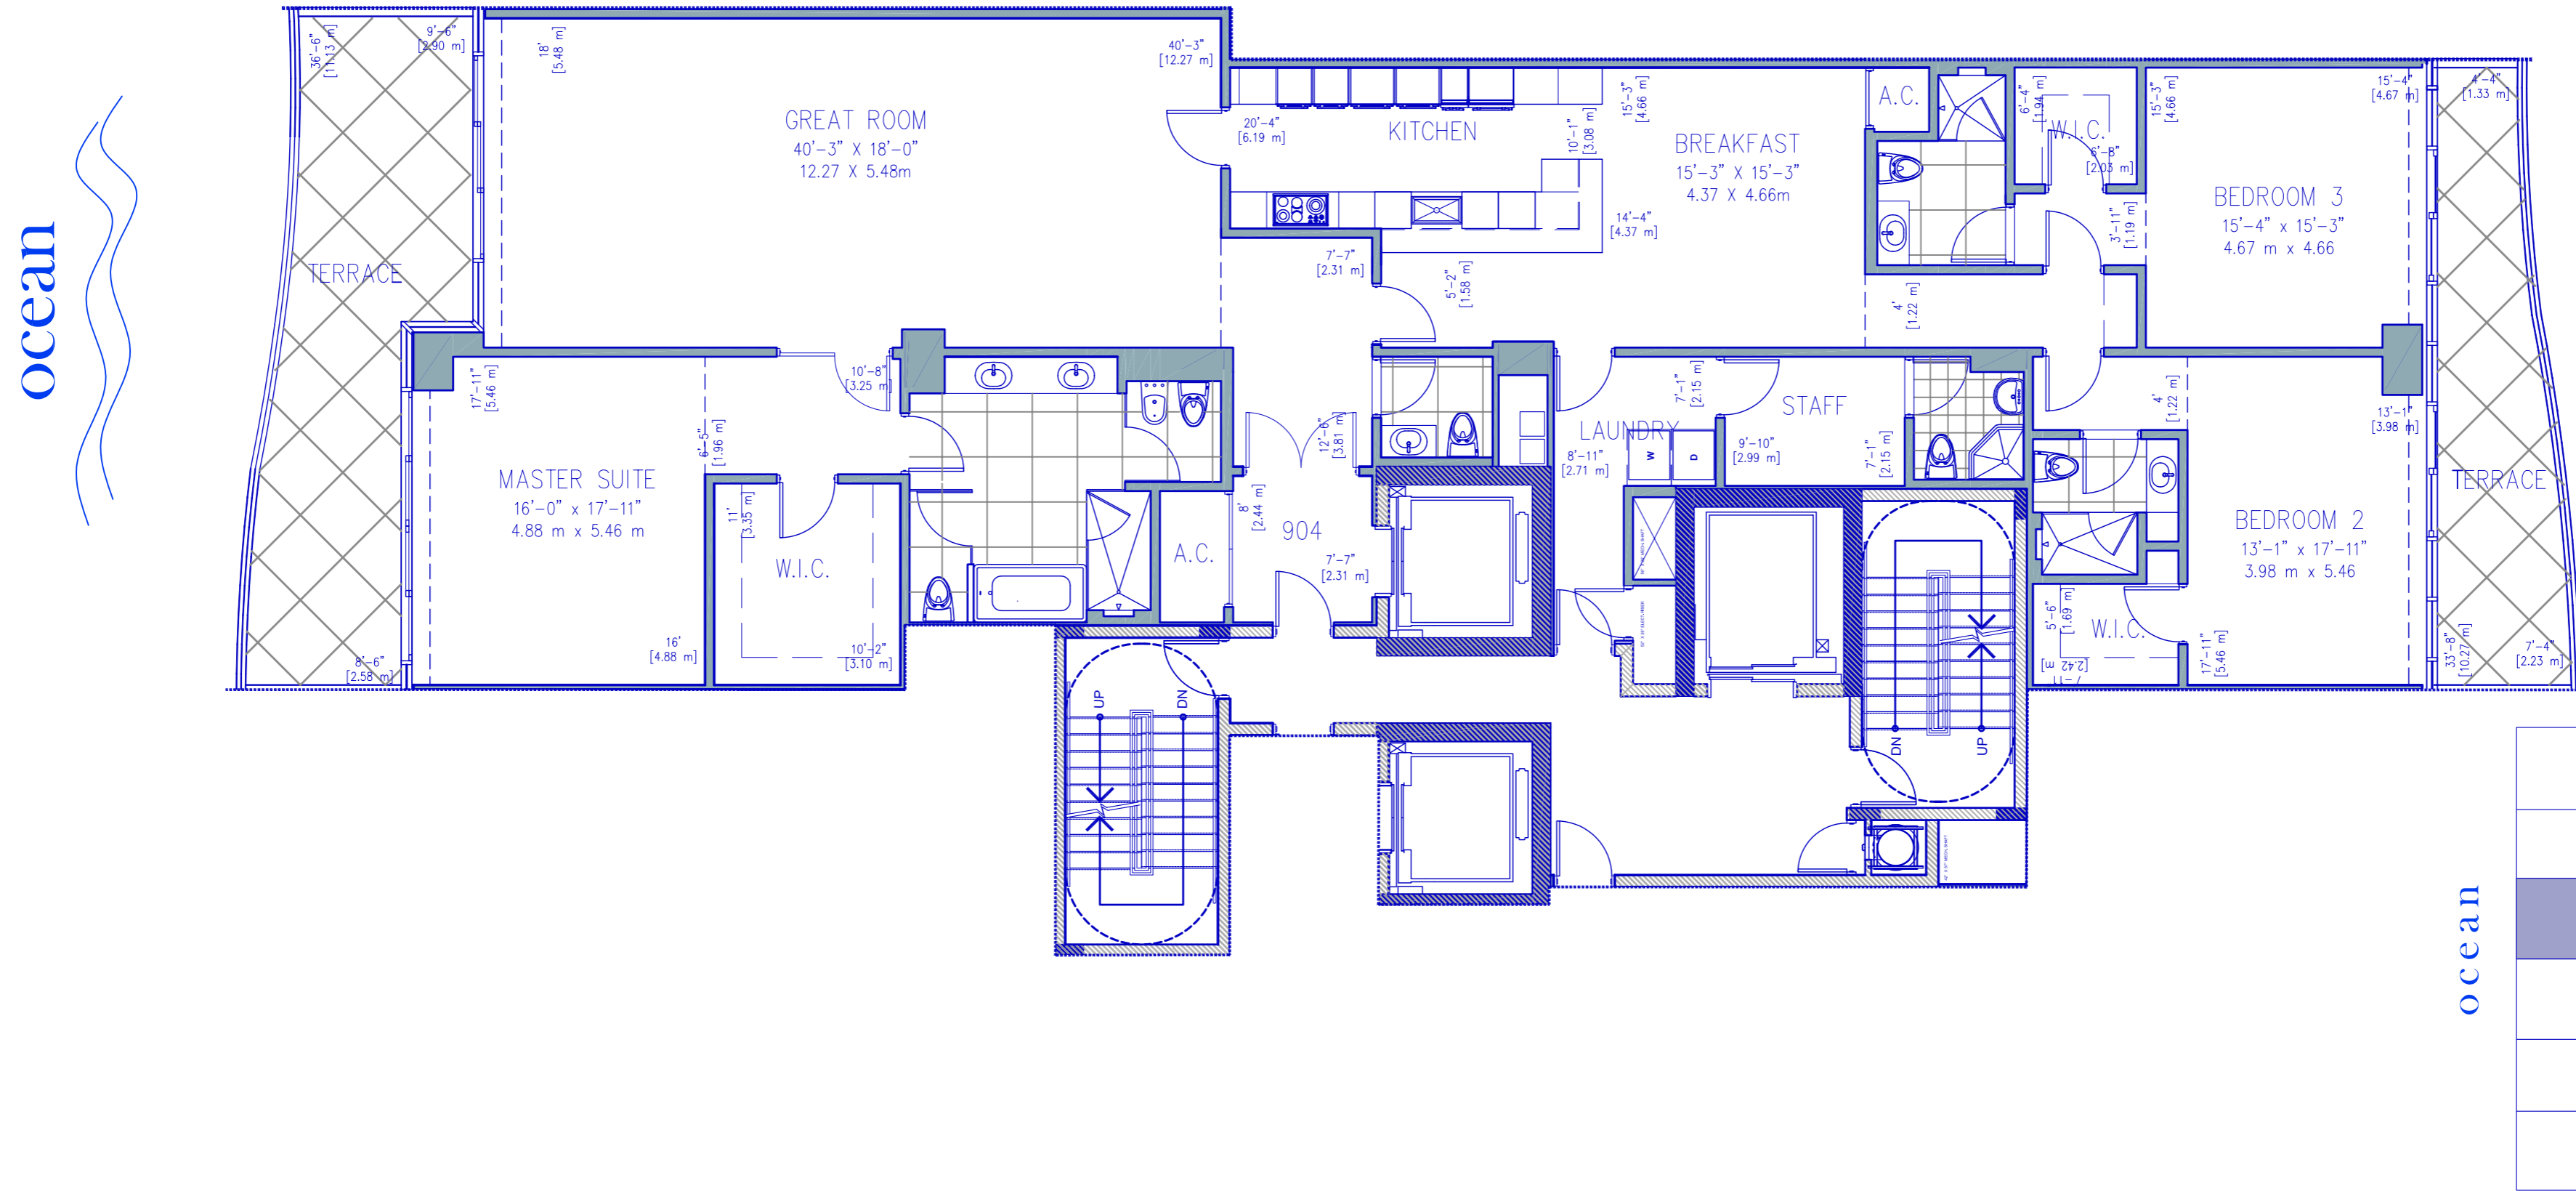 ocean
36'-6"
[11.13 m]
9'-6"
[2.90 m]
18'
[5.48 m]
40'-3"
[12.27 m]
GREAT ROOM
40'-3" X 18'-0"
12.27 X 5.48m
TERRACE
20'-4"
[6.19 m]
KITCHEN
10'-1"
[3.08 m]
15'-3"
[4.66 m]
BREAKFAST
15'-3" X 15'-3"
4.37 X 4.66m
14'-4"
[4.37 m]
7'-7"
[2.31 m]
5'-2"
[1.58 m]
A.C.
6'-4"
[1.94 m]
W.I.C.
6'-8"
[2.03 m]
15'-3"
[4.66 m]
15'-4"
[4.67 m]
4'-4"
[1.33 m]
BEDROOM 3
15'-4" x 15'-3"
4.67 m x 4.66
3'-11"
[1.19 m]
4'
[1.22 m]
17'-11"
[5.46 m]
10'-8"
[3.25 m]
6'-5"
[1.96 m]
MASTER SUITE
16'-0" x 17'-11"
4.88 m x 5.46 m
11'
[3.35 m]
W.I.C.
16'
[4.88 m]
10'-2"
[3.10 m]
8'-6"
[2.58 m]
12'-6"
[3.81 m]
8'
[2.44 m]
904
A.C.
7'-7"
[2.31 m]
LAUNDRY
8'-11"
[2.71 m]
W
D
7'-1"
[2.15 m]
STAFF
9'-10"
[2.99 m]
7'-1"
[2.15 m]
4'
[1.22 m]
13'-1"
[3.98 m]
TERRACE
BEDROOM 2
13'-1" x 17'-11"
3.98 m x 5.46
5'-6"
[1.69 m]
W.I.C.
7'-11"
[2.42 m]
17'-11"
[5.46 m]
33'-8"
[10.27 m]
7'-4"
[2.23 m]
UP
DN
DN
UP
ocean